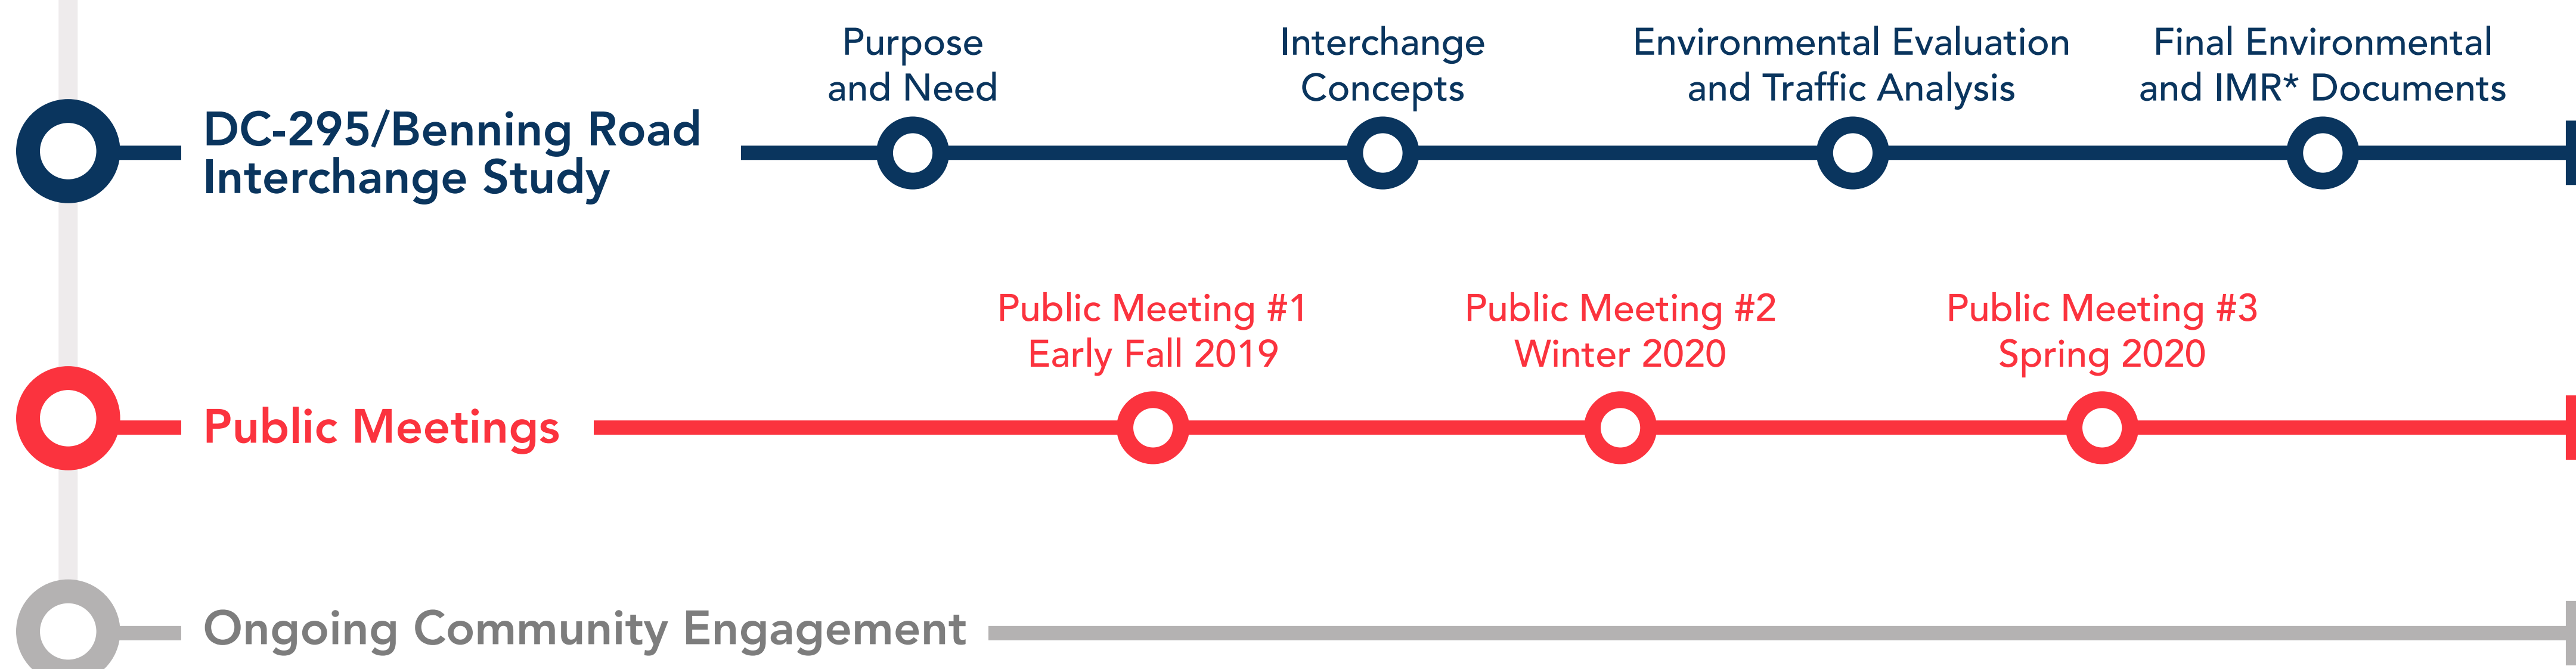 Purpose
and Need
Interchange
Concepts
Environmental Evaluation
and Traffic Analysis
Final Environmental
and IMR* Documents
DC-295/Benning Road
Interchange Study
Public Meeting #1
Early Fall 2019
Public Meeting #2
Winter 2020
Public Meeting #3
Spring 2020
Public Meetings
Ongoing Community Engagement